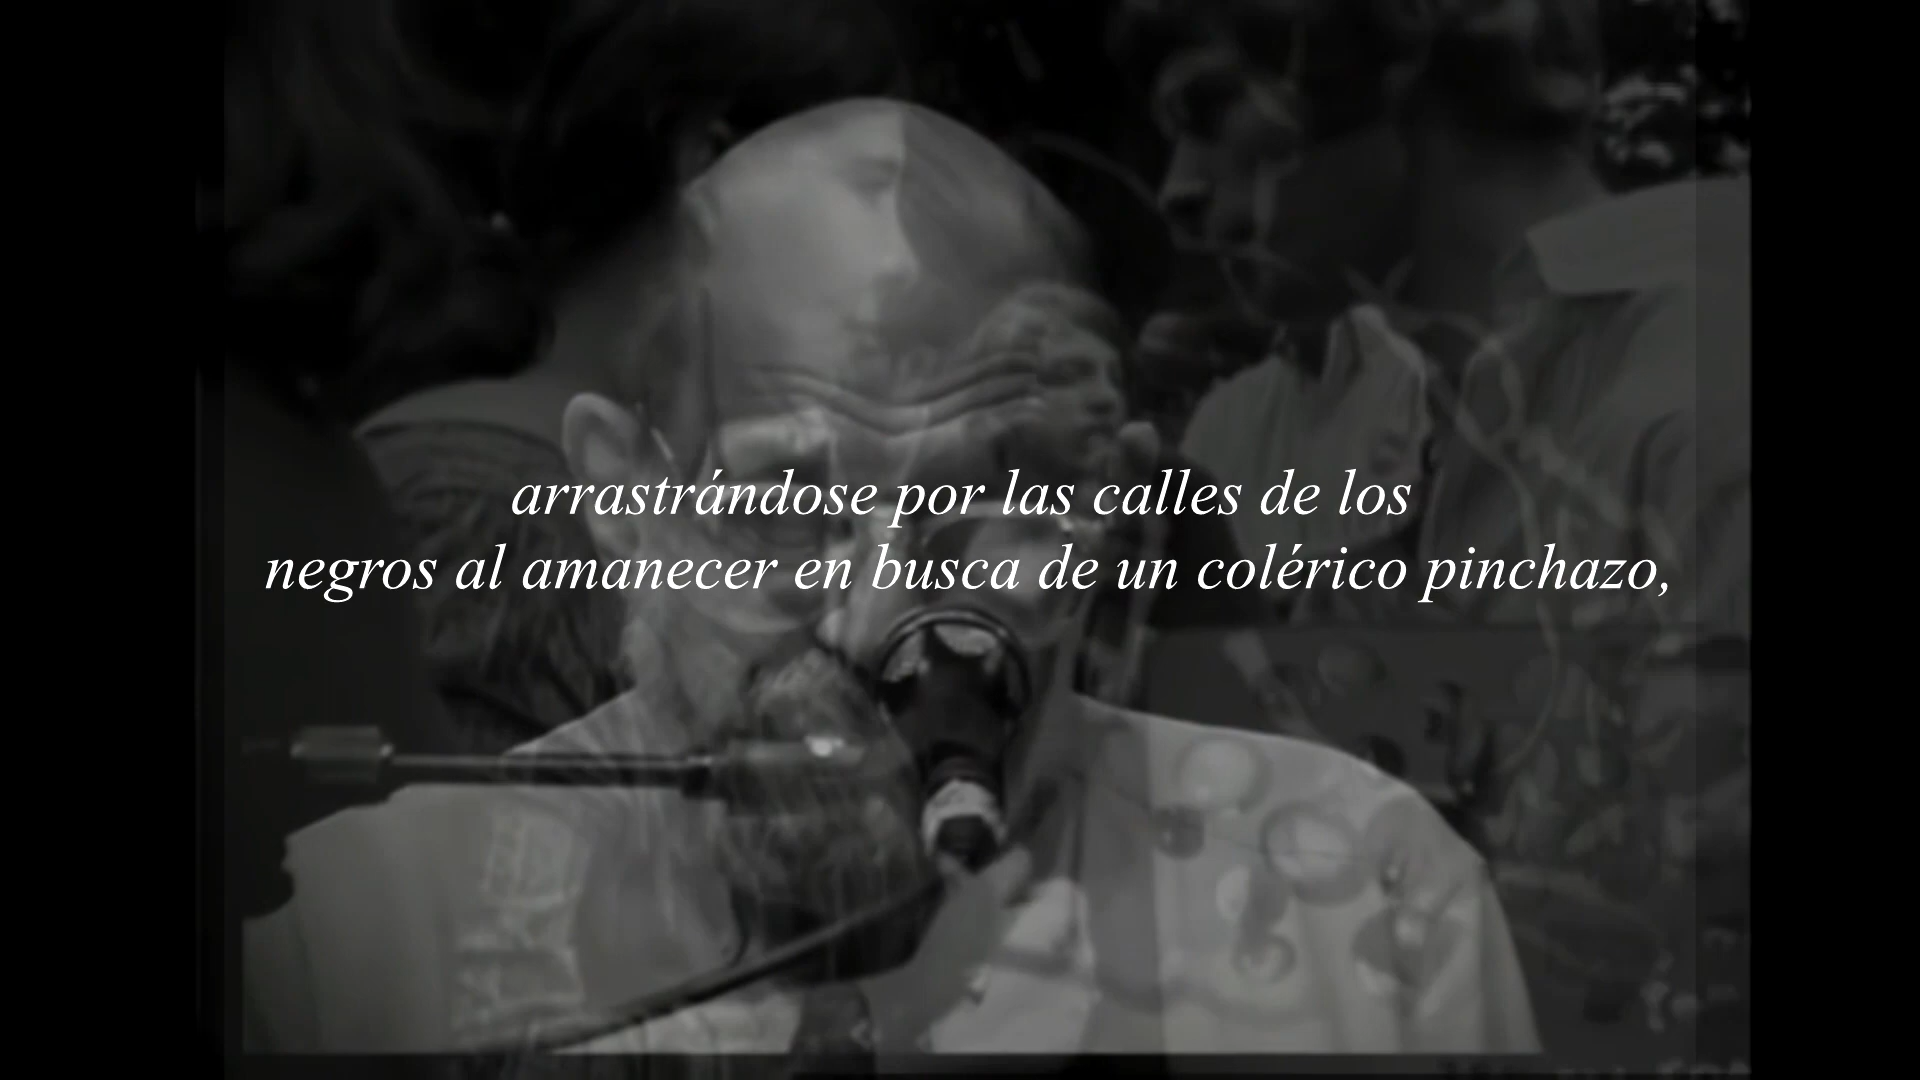 arrastrándose por las calles de los
negros al amanecer en busca de un colérico pinchazo,